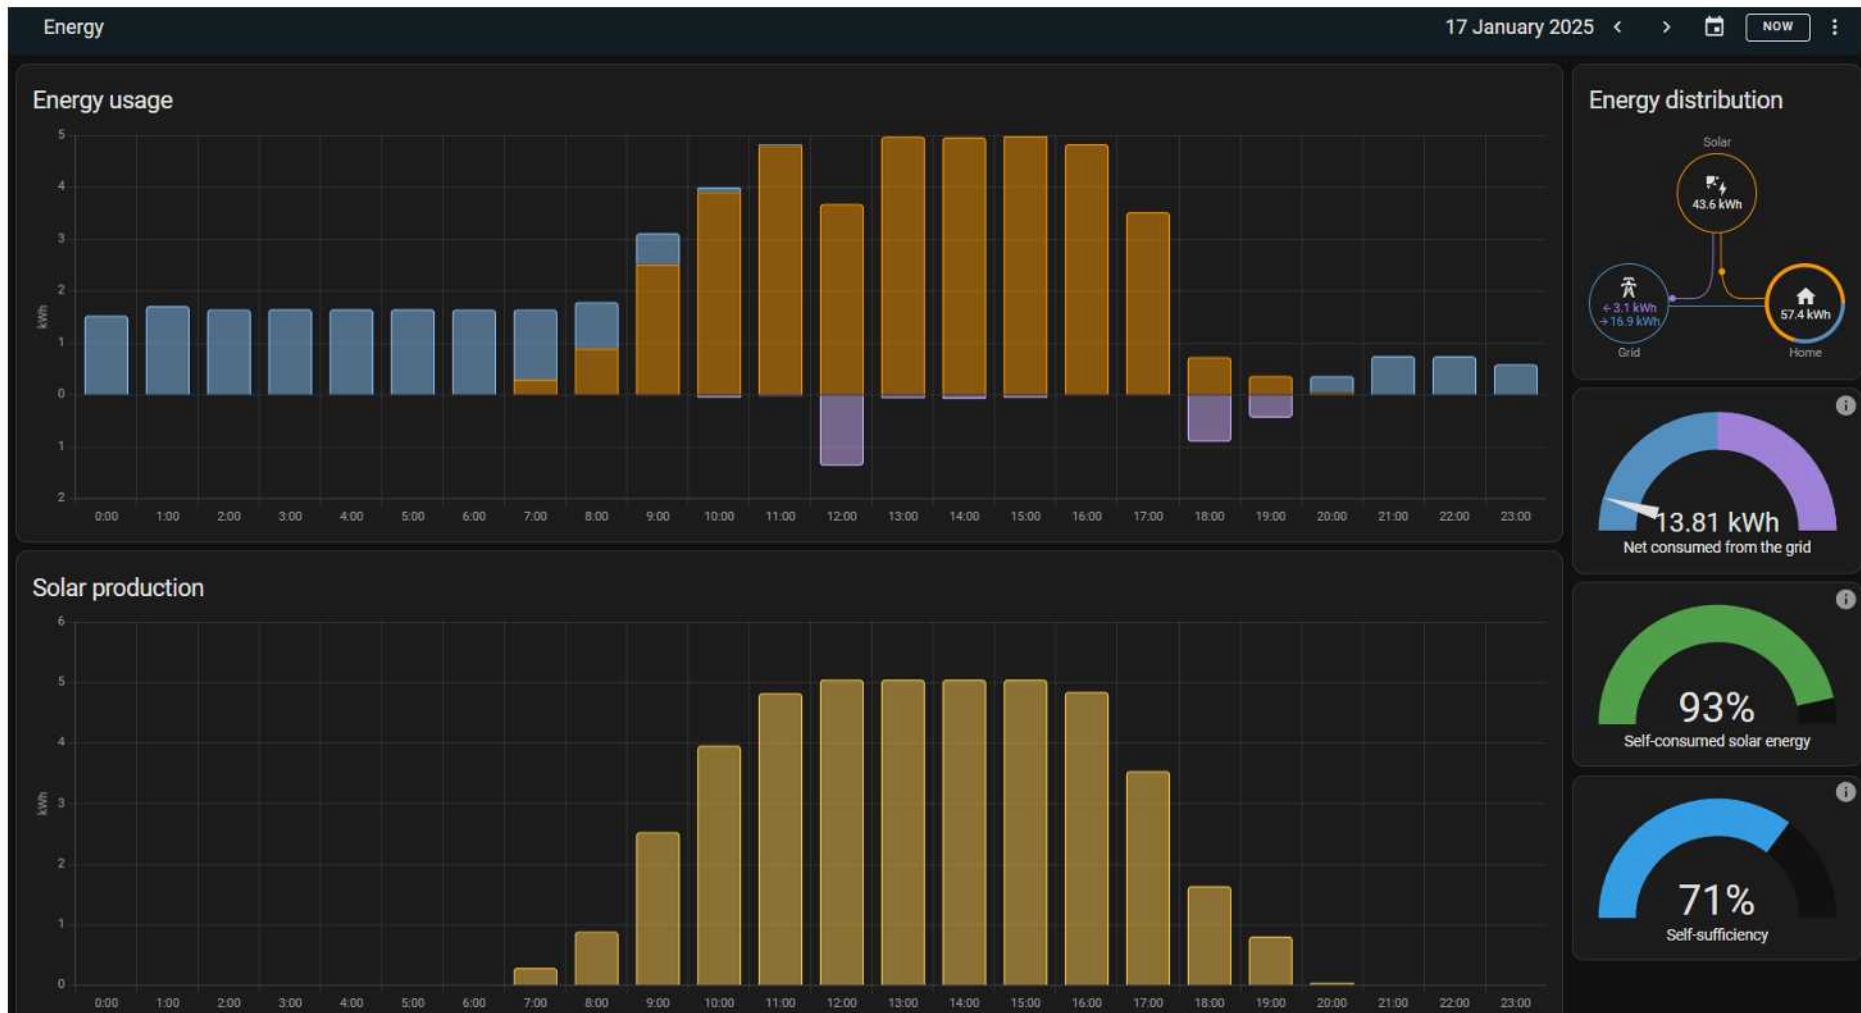 Energy
17 January 2025
NOW
Energy usage
5
4
3
2
1
0
1
2
kWh
0:00 1:00 2:00 3:00 4:00 5:00 6:00 7:00 8:00 9:00 10:00 11:00 12:00 13:00 14:00 15:00 16:00 17:00 18:00 19:00 20:00 21:00 22:00 23:00
Solar production
6
5
4
3
2
1
0
kWh
0:00 1:00 2:00 3:00 4:00 5:00 6:00 7:00 8:00 9:00 10:00 11:00 12:00 13:00 14:00 15:00 16:00 17:00 18:00 19:00 20:00 21:00 22:00 23:00
Energy distribution
Solar
43.6 kWh
←3.1 kWh
→16.9 kWh
Grid
57.4 kWh
Home
13.81 kWh
Net consumed from the grid
93%
Self-consumed solar energy
71%
Self-sufficiency